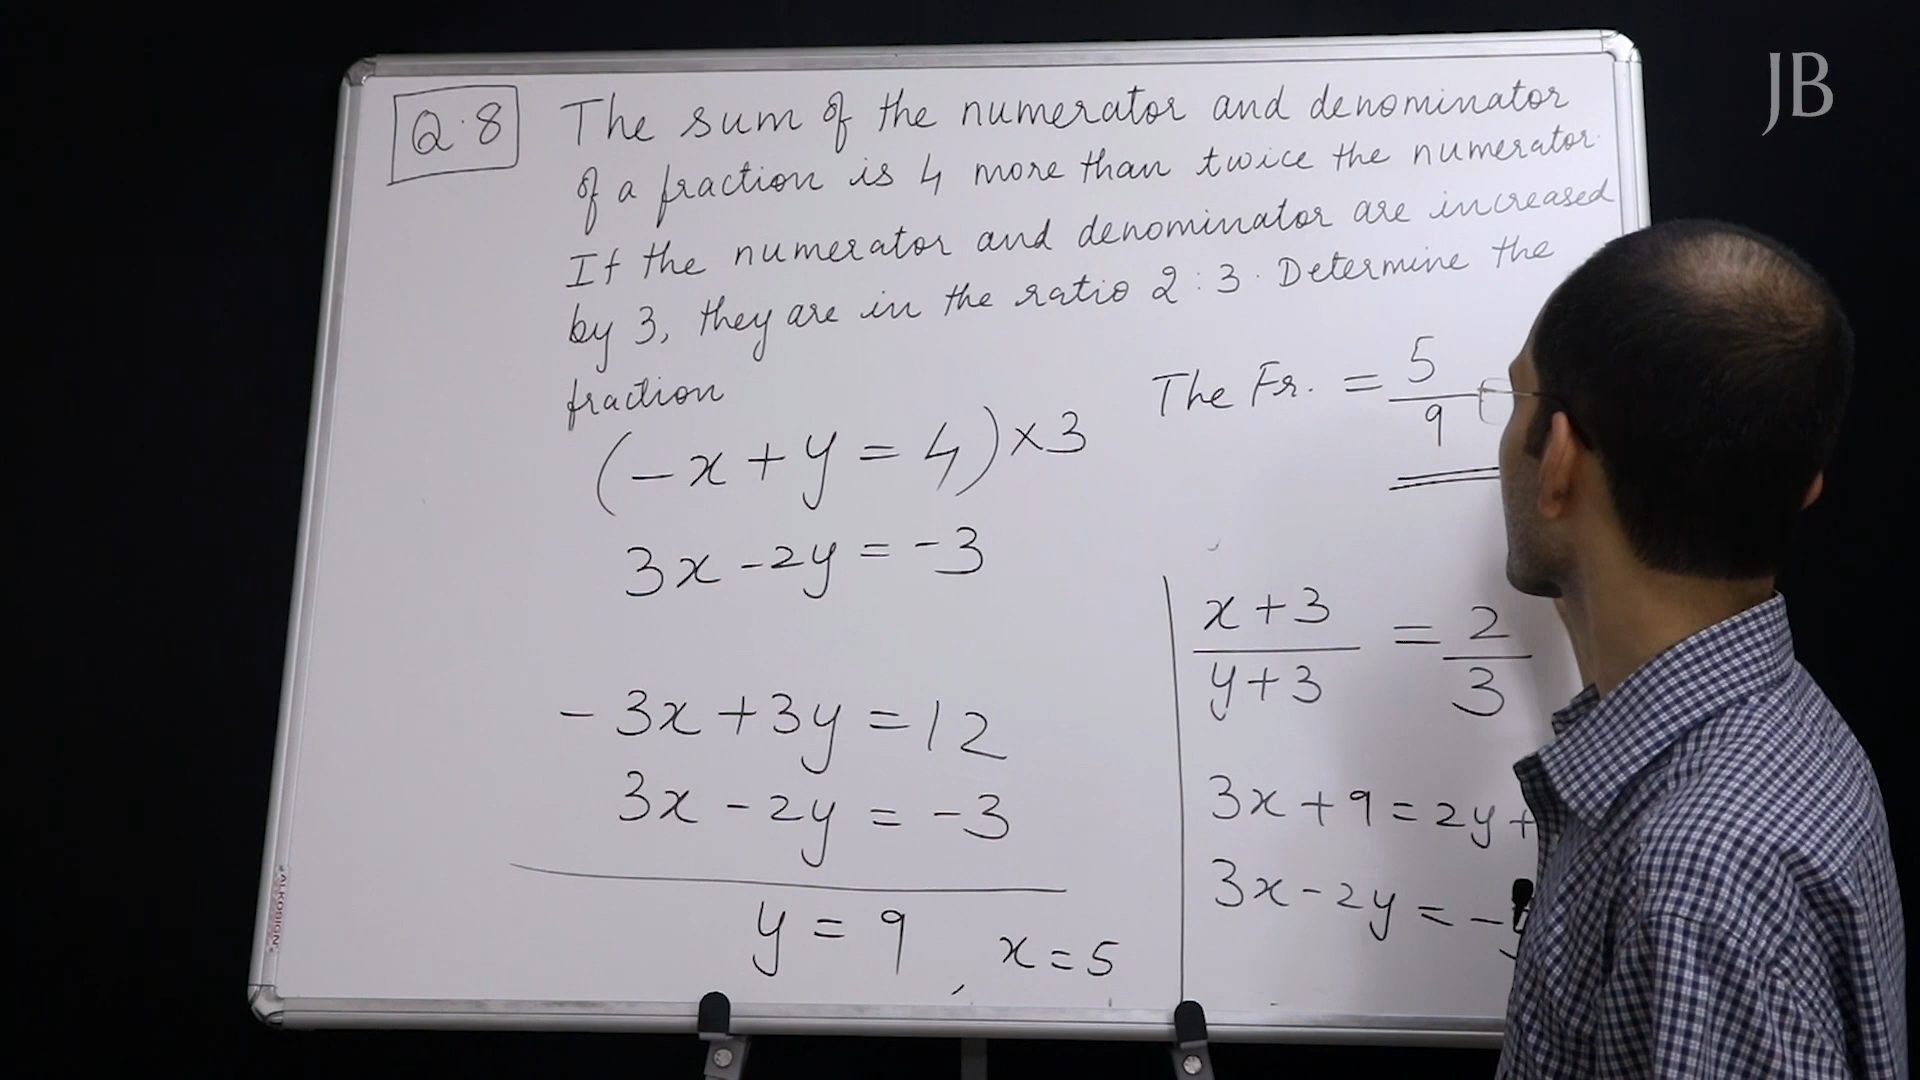 JB
Q.8
The sum of the numerator and denominator
of a fraction is 4 more than twice the numerator.
If the numerator and denominator are increased
by 3, they are in the ratio 2:3. Determine the
fraction
The Fr. = 5/9
(-x+y=4)×3
3x-2y=-3
-3x+3y=12
3x-2y=-3
y=9, x=5
x+3/y+3 = 2/3
3x+9=2y+
3x-2y=-
ALKOSIGN